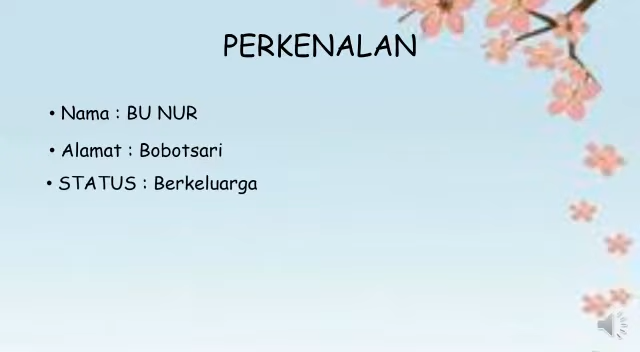 PERKENALAN
• Nama : BU NUR
• Alamat : Bobotsari
• STATUS : Berkeluarga